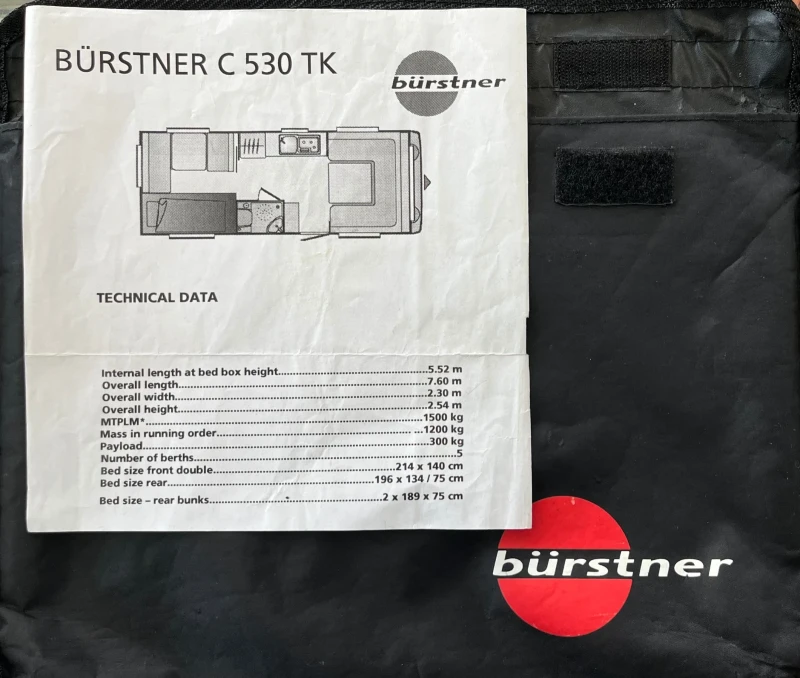 BÜRSTNER C 530 TK
bürstner
TECHNICAL DATA
Internal length at bed box height..........................................5.52 m
Overall length..............................................................7.60 m
Overall width...............................................................2.30 m
Overall height..............................................................2.54 m
MTPLM*......................................................................1500 kg
Mass in running order.................................................. ...1200 kg
Payload.....................................................................300 kg
Number of berths............................................................5
Bed size front double.......................................................214 x 140 cm
Bed size rear...............................................................196 x 134 / 75 cm
Bed size – rear bunks.......................................................2 x 189 x 75 cm
bürstner